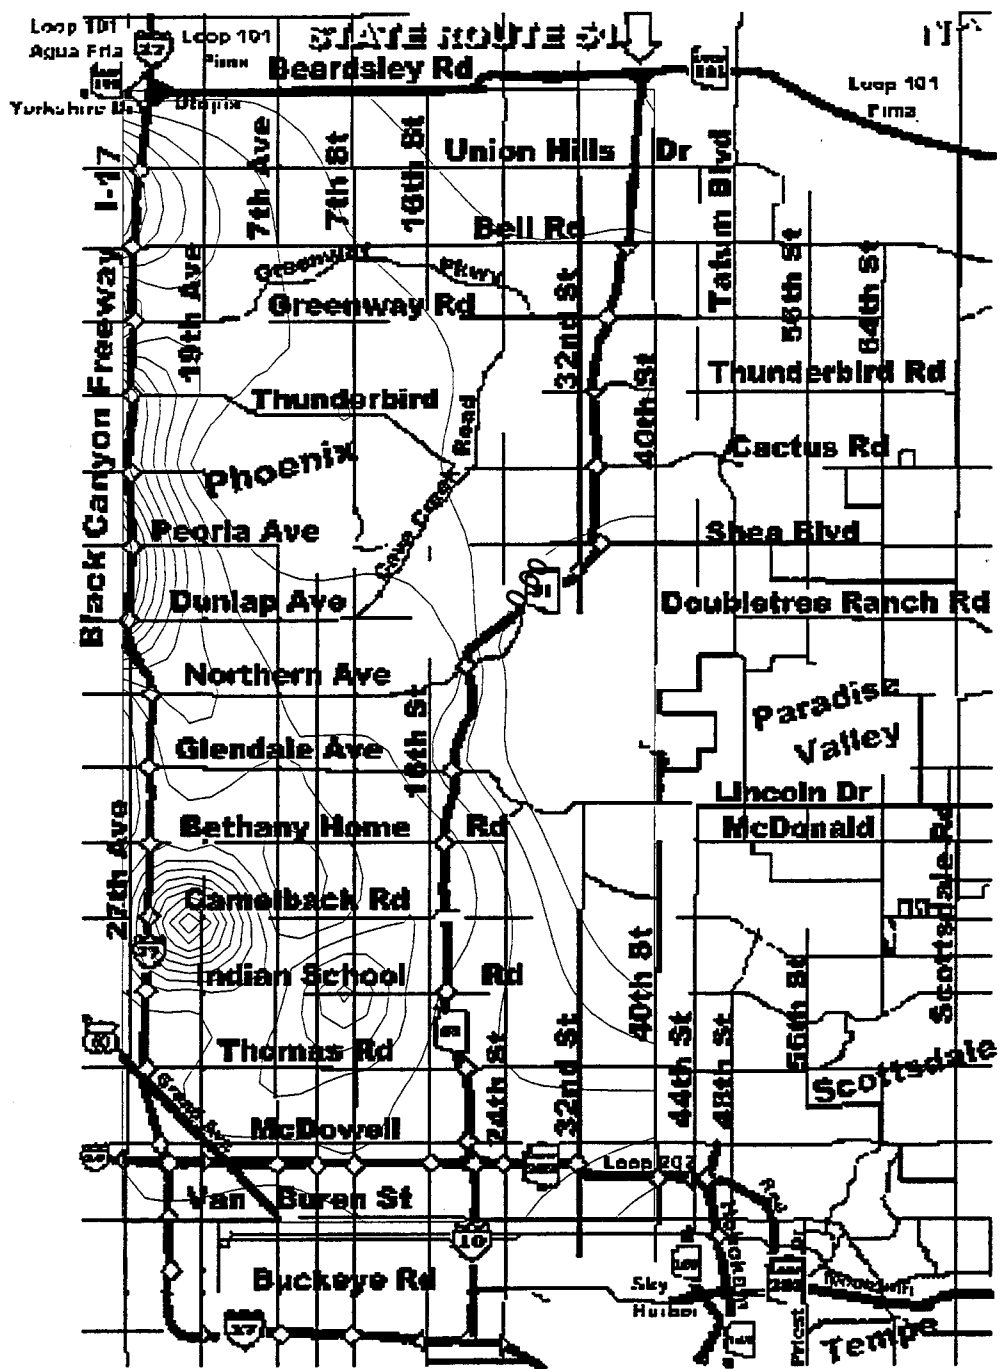 Loop 101
Agua Fria
Loop 101
STATE ROUTE 51
N
Beardsley Rd
Loop 101
Pima
Yorkshire Dr
Utopia
Union Hills Dr
I-17
7th Ave
7th St
16th St
Tatum Blvd
Bell Rd
Greenway Pkwy
Greenway Rd
19th Ave
32nd St
56th St
64th St
Black Canyon Freeway
Thunderbird
Thunderbird Rd
40th St
Cactus Rd
Phoenix
Cave Creek Road
Peoria Ave
Shea Blvd
51
Dunlap Ave
Doubletree Ranch Rd
Northern Ave
16th St
Paradise
Valley
Glendale Ave
Lincoln Dr
27th Ave
Bethany Home Rd
McDonald
Camelback Rd
Scottsdale Rd
17
Indian School Rd
40th St
56th St
60
Thomas Rd
24th St
32nd St
44th St
48th St
Scottsdale
Grand Ave
McDowell
Loop 202
Van Buren St
10
Buckeye Rd
Sky
Harbor
Priest Dr
17
Tempe